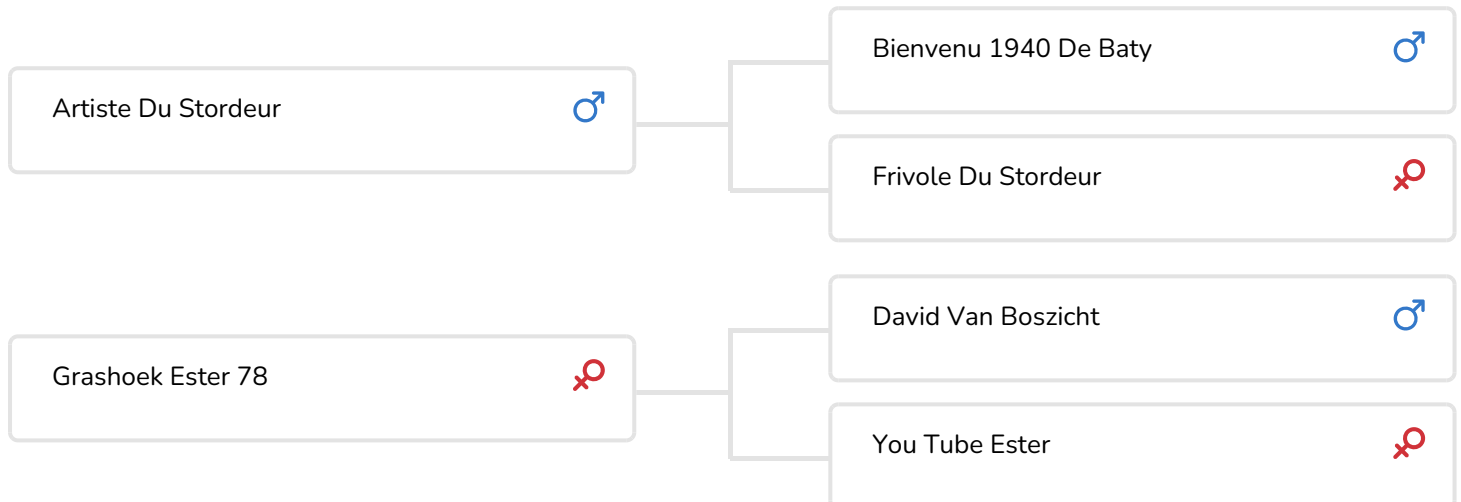 Bienvenu 1940 De Baty
Artiste Du Stordeur
Frivole Du Stordeur
David Van Boszicht
Grashoek Ester 78
You Tube Ester